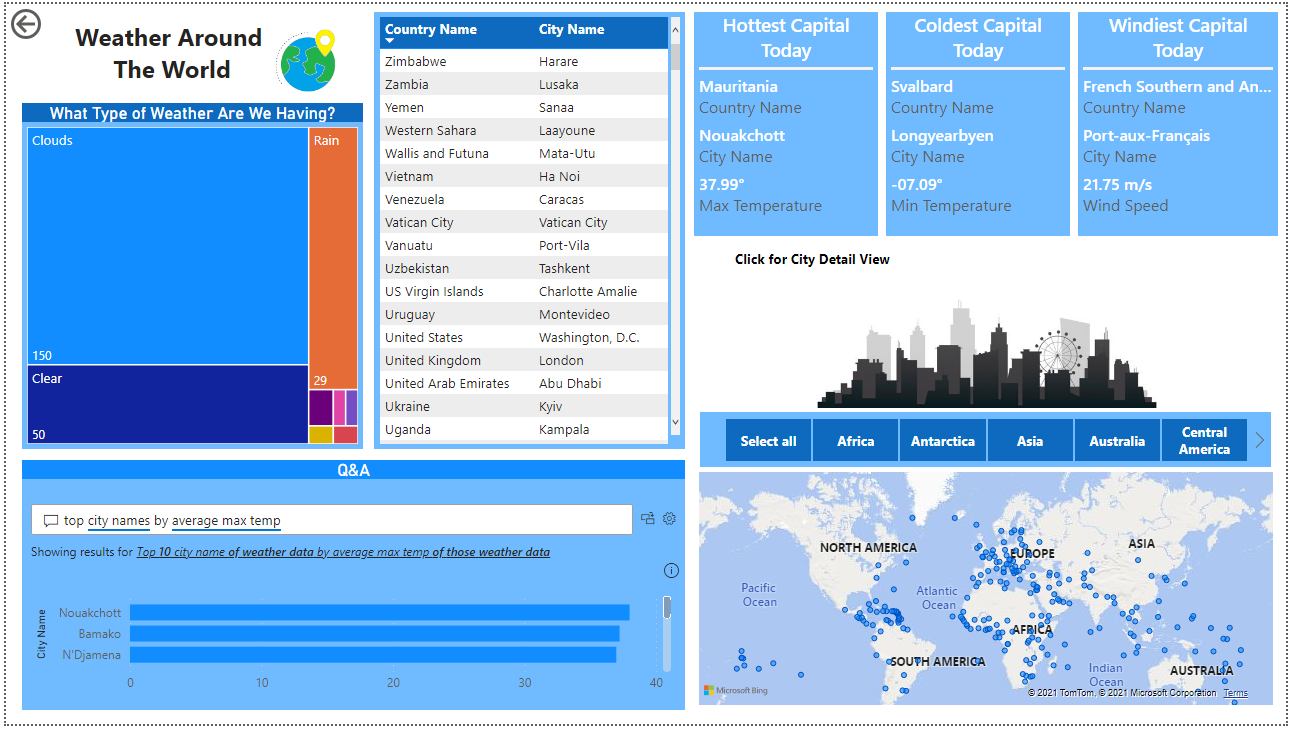 Weather Around
The World
What Type of Weather Are We Having?
Clouds
150
Clear
50
Rain
29
Country Name City Name
Zimbabwe Harare
Zambia Lusaka
Yemen Sanaa
Western Sahara Laayoune
Wallis and Futuna Mata-Utu
Vietnam Ha Noi
Venezuela Caracas
Vatican City Vatican City
Vanuatu Port-Vila
Uzbekistan Tashkent
US Virgin Islands Charlotte Amalie
Uruguay Montevideo
United States Washington, D.C.
United Kingdom London
United Arab Emirates Abu Dhabi
Ukraine Kyiv
Uganda Kampala
Hottest Capital
Today
Mauritania
Country Name
Nouakchott
City Name
37.99°
Max Temperature
Coldest Capital
Today
Svalbard
Country Name
Longyearbyen
City Name
-07.09°
Min Temperature
Windiest Capital
Today
French Southern and An...
Country Name
Port-aux-Français
City Name
21.75 m/s
Wind Speed
Click for City Detail View
Select all
Africa
Antarctica
Asia
Australia
Central
America
Q&A
top city names by average max temp
Showing results for Top 10 city name of weather data by average max temp of those weather data
City Name
Nouakchott
Bamako
N'Djamena
0 10 20 30 40
NORTH AMERICA
EUROPE
ASIA
Pacific
Ocean
Atlantic
Ocean
AFRICA
SOUTH AMERICA
Indian
Ocean
AUSTRALIA
Microsoft Bing
© 2021 TomTom, © 2021 Microsoft Corporation Terms